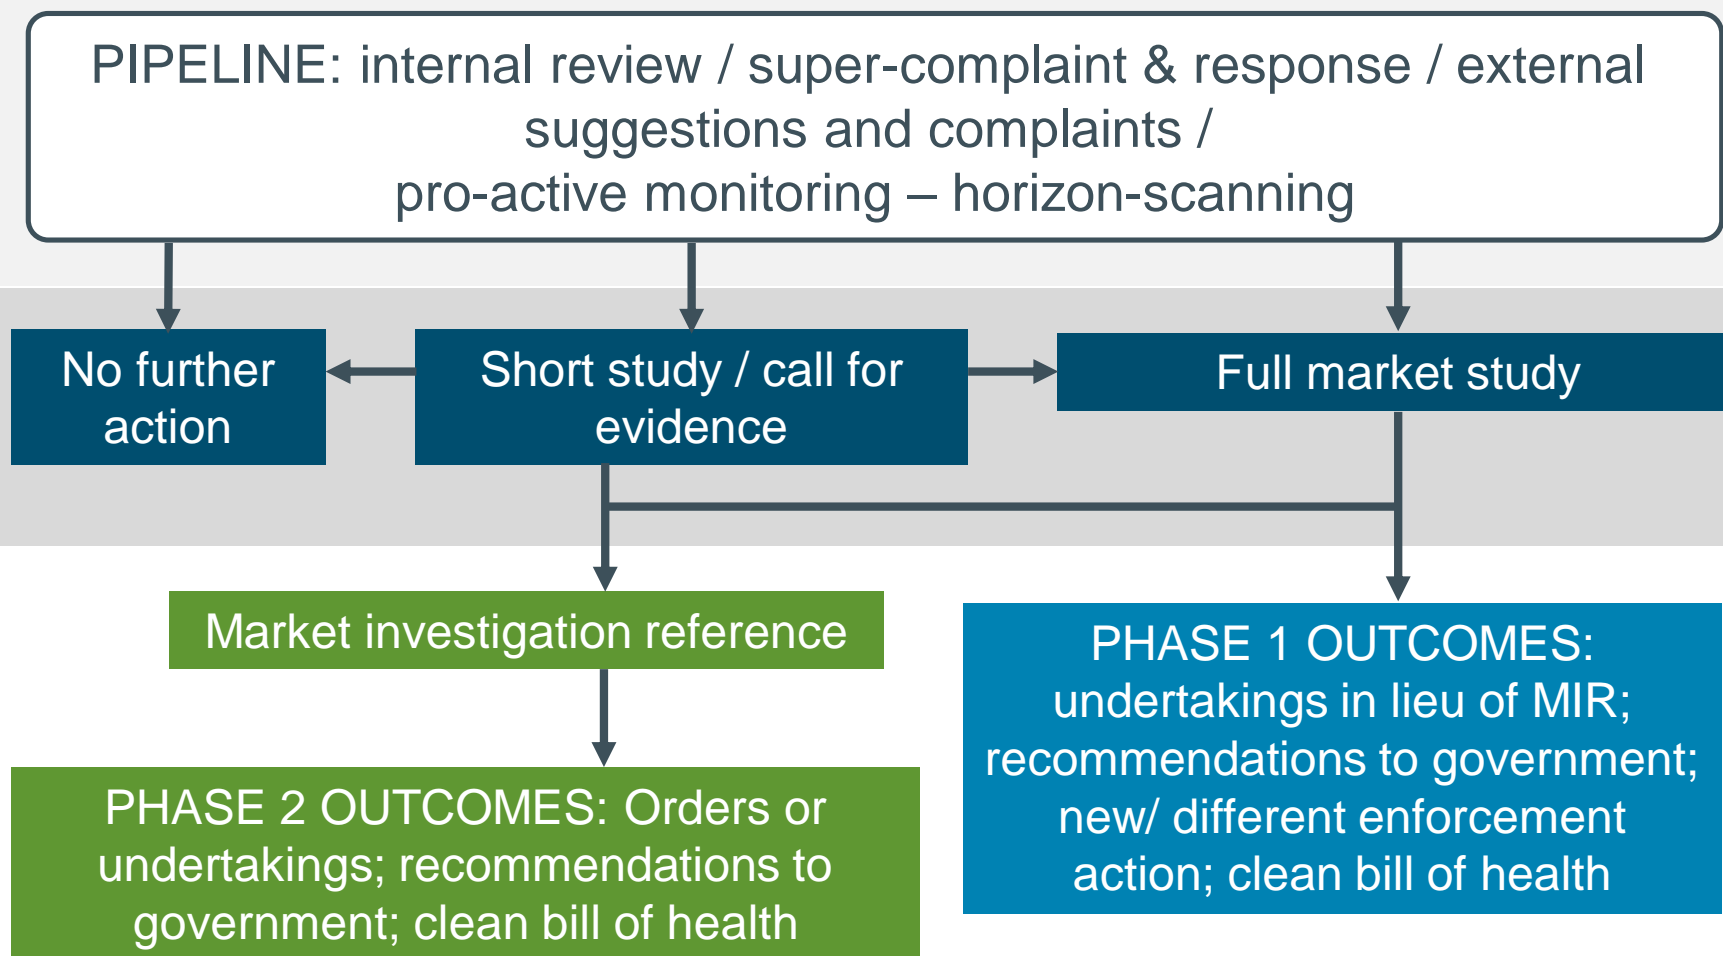 PIPELINE: internal review / super-complaint & response / external
suggestions and complaints /
pro-active monitoring – horizon-scanning
No further
action
Short study / call for
evidence
Full market study
Market investigation reference
PHASE 1 OUTCOMES:
undertakings in lieu of MIR;
recommendations to government;
new/ different enforcement
action; clean bill of health
PHASE 2 OUTCOMES: Orders or
undertakings; recommendations to
government; clean bill of health